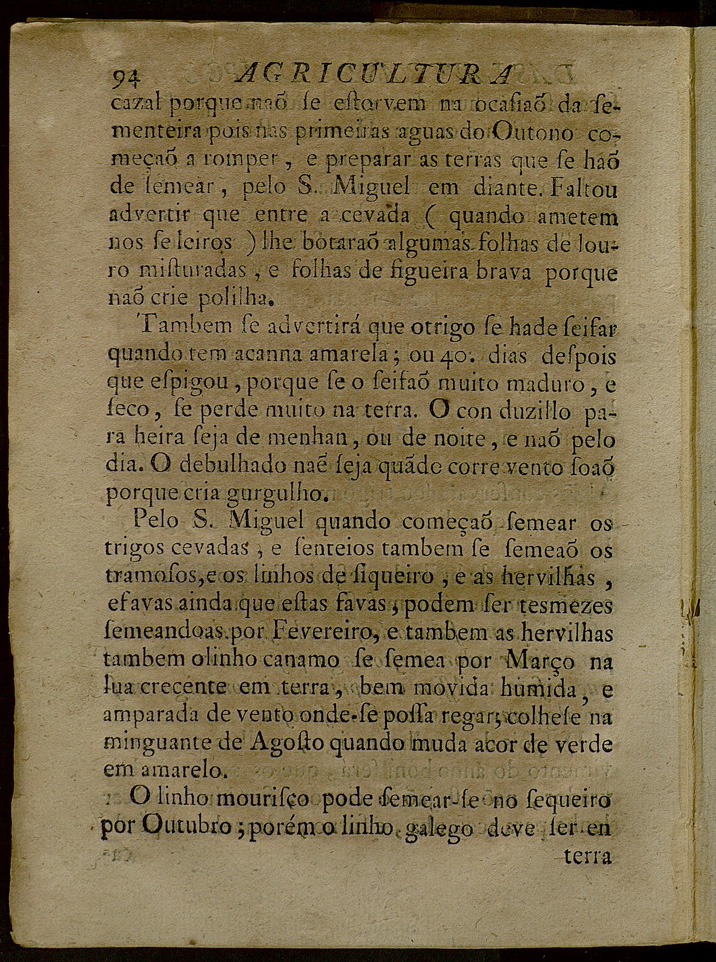 94 AGRICULTURA
cazal porque naõ ſe eſtorvem na ocaſiaõ da ſe-
menteira pois nas primeiras aguas do Outono co-
meçaõ a romper, e preparar as terras que ſe haõ
de ſemear, pelo S. Miguel em diante. Faltou
advertir que entre a cevada ( quando ametem
nos ſeleiros ) lhe botaraõ algumas folhas de lou-
ro miſturadas, e folhas de figueira brava porque
naõ crie polilha.
Tambem ſe advertirá que otrigo ſe hade ſeifar
quando tem acanna amarela; ou 40. dias deſpois
que eſpigou, porque ſe o ſeifaõ muito maduro, e
ſeco, ſe perde muito na terra. O con duzillo pa-
ra heira ſeja de menhan, ou de noite, e naõ pelo
dia. O debulhado naẽ ſeja quãdo corre vento ſoaõ
porque cria gurgulho.
Pelo S. Miguel quando começaõ ſemear os
trigos cevadas, e ſenteios tambem ſe ſemeaõ os
tramoſos, e os linhos de ſiqueiro, e as hervilhas,
efavas ainda que eſtas favas, podem ſer tesmezes
ſemeandoas por Fevereiro, e tambem as hervilhas
tambem olinho canamo ſe ſemea por Março na
lua crecente em terra, bem movida humida, e
amparada de vento onde ſe poſſa regar; colheſe na
minguante de Agoſto quando muda acor de verde
em amarelo.
O linho mouriſco pode ſemear-ſe no ſequeiro
por Outubro; porém o linho galego deve ſer en
terra